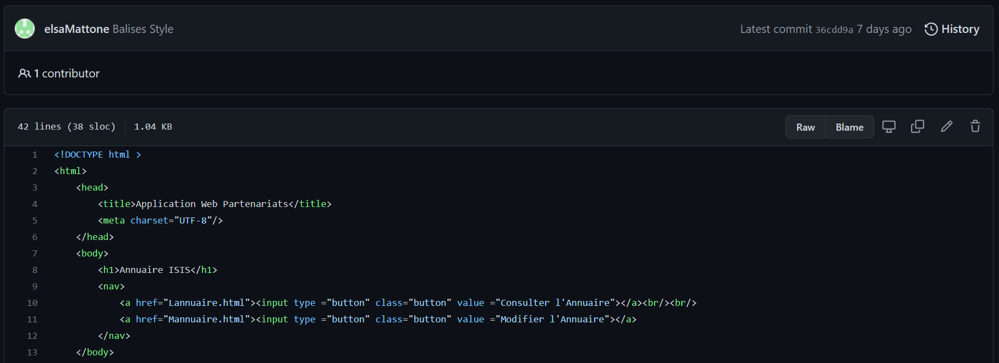 elsaMattone Balises Style
Latest commit 36cdd9a 7 days ago History
1 contributor
42 lines (38 sloc) 1.04 KB
Raw Blame
1 <!DOCTYPE html >
2 <html>
3 <head>
4 <title>Application Web Partenariats</title>
5 <meta charset="UTF-8"/>
6 </head>
7 <body>
8 <h1>Annuaire ISIS</h1>
9 <nav>
10 <a href="Lannuaire.html"><input type ="button" class="button" value ="Consulter l'Annuaire"></a><br/><br/>
11 <a href="Mannuaire.html"><input type ="button" class="button" value ="Modifier l'Annuaire"></a>
12 </nav>
13 </body>